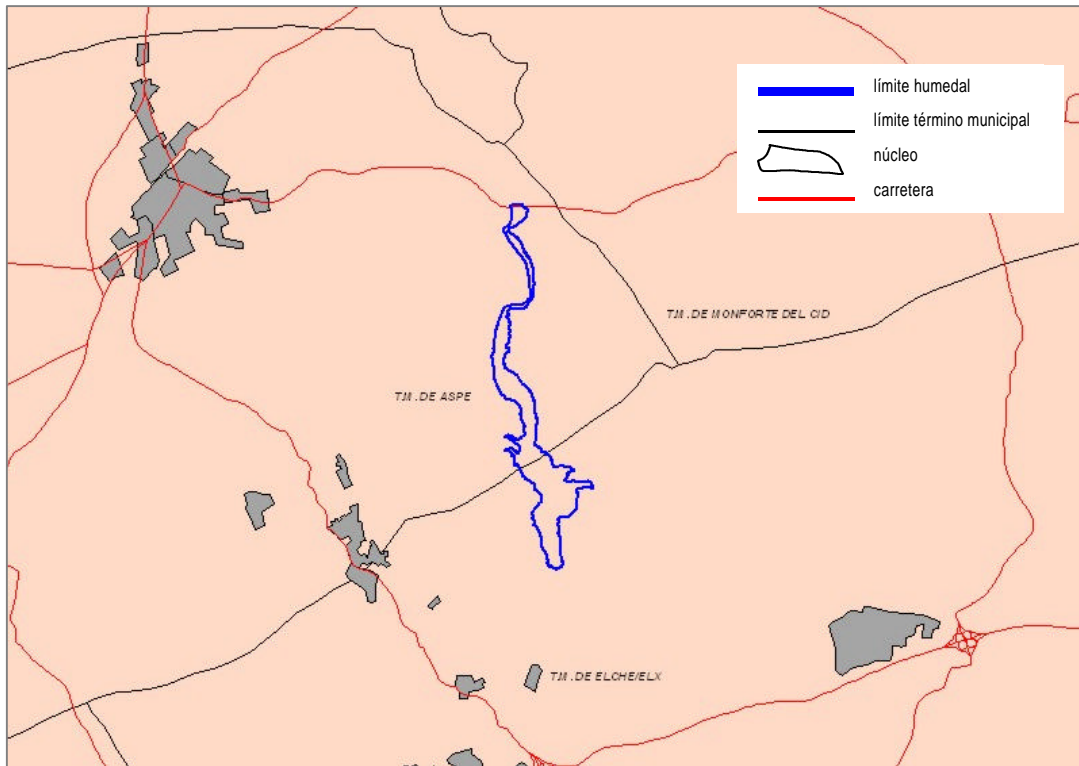 límite humedal
límite término municipal
núcleo
carretera
T.M. DE MONFORTE DEL CID
T.M. DE ASPE
T.M. DE ELCHE/ELX